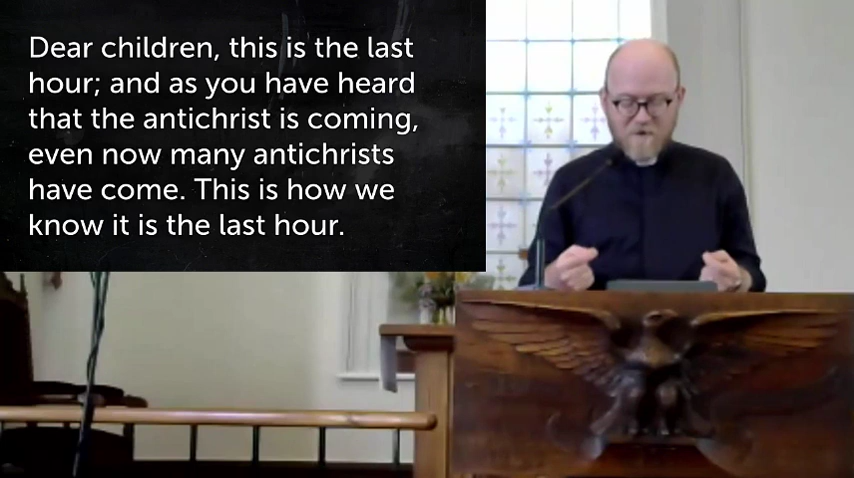 Dear children, this is the last
hour; and as you have heard
that the antichrist is coming,
even now many antichrists
have come. This is how we
know it is the last hour.